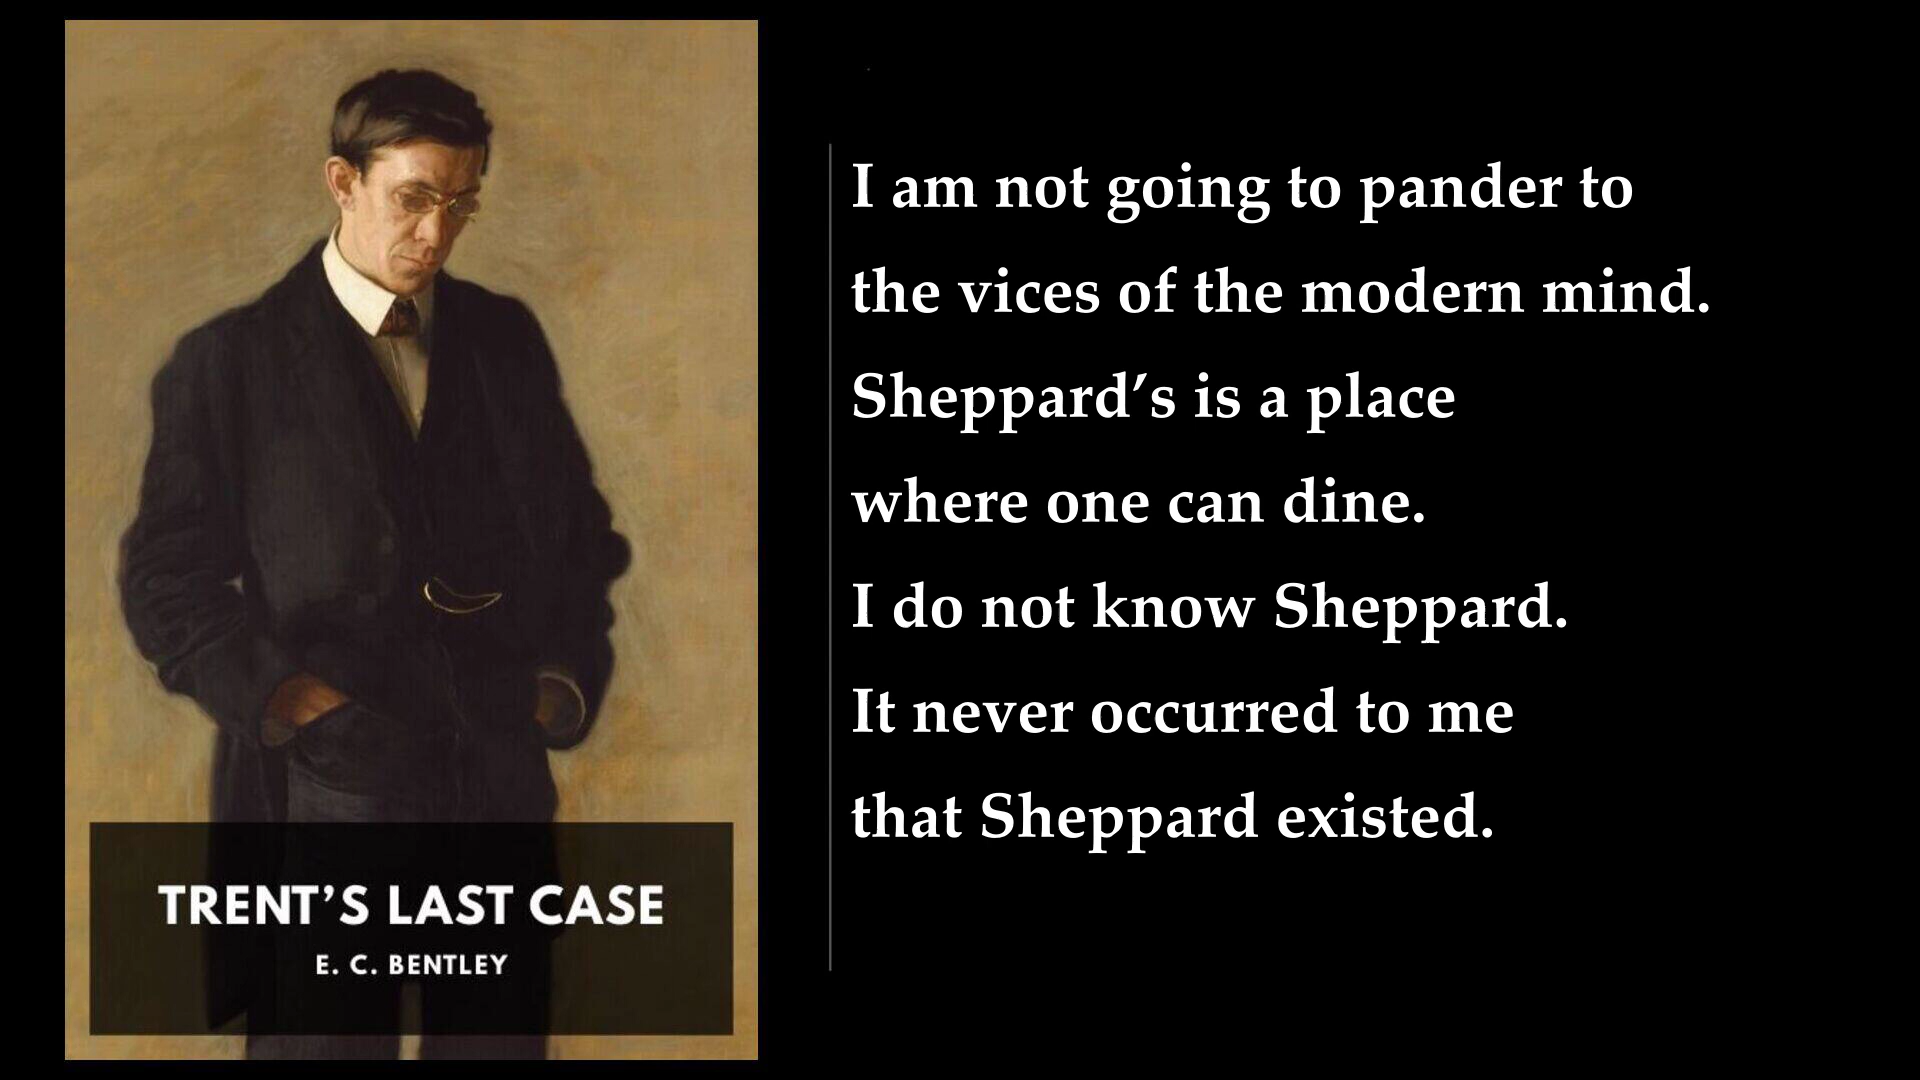 TRENT’S LAST CASE
E. C. BENTLEY
I am not going to pander to
the vices of the modern mind.
Sheppard’s is a place
where one can dine.
I do not know Sheppard.
It never occurred to me
that Sheppard existed.